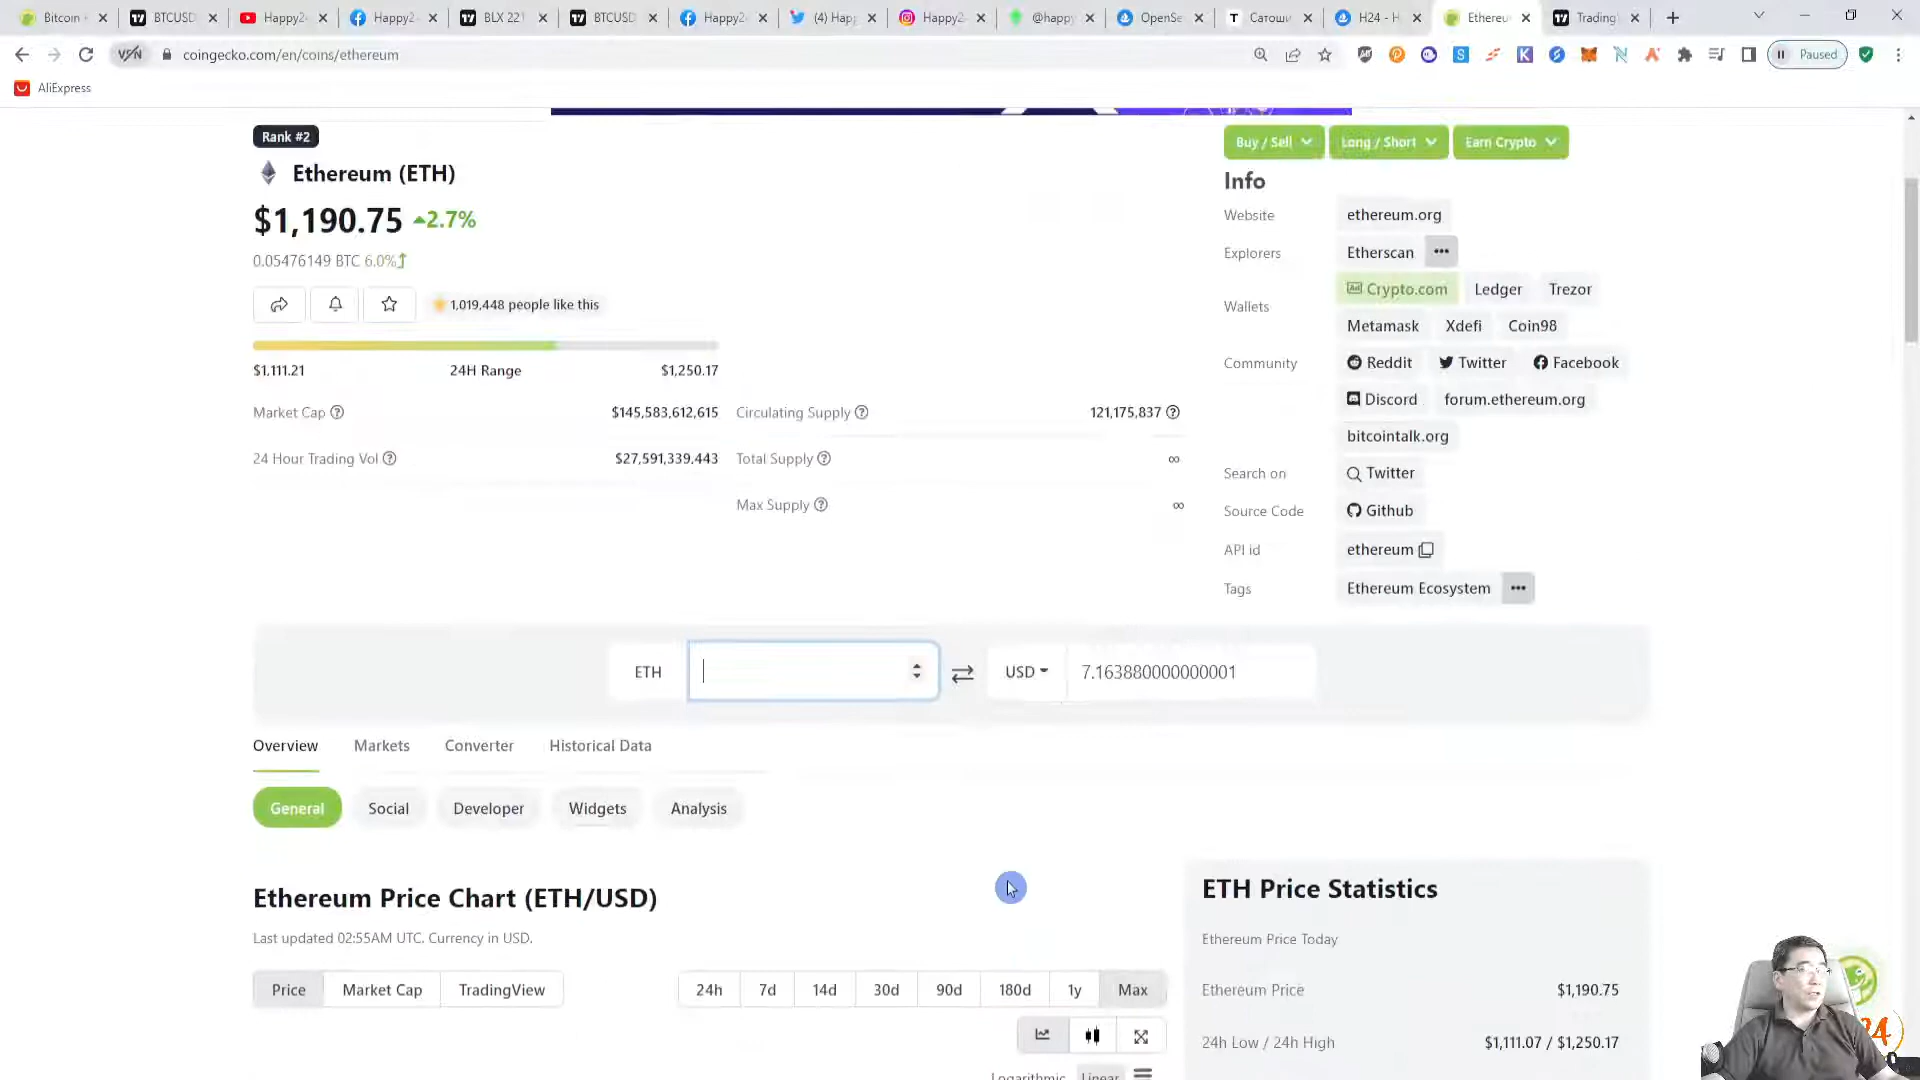 Bitcoin
BTCUSD
Happy2
Happy2
BLX 221
BTCUSD
Happy2
(4) Hap
Happy2
@happy
OpenSe
Сатоши
H24 - H
Ethereu
Trading
VPN
coingecko.com/en/coins/ethereum
Paused
AliExpress
Rank #2
Ethereum (ETH)
$1,190.75 2.7%
0.05476149 BTC 6.0%
1,019,448 people like this
$1,111.21 24H Range $1,250.17
Market Cap $145,583,612,615
Circulating Supply 121,175,837
24 Hour Trading Vol $27,591,339,443
Total Supply ∞
Max Supply ∞
Buy / Sell Long / Short Earn Crypto
Info
Website ethereum.org
Explorers Etherscan
Wallets Crypto.com Ledger Trezor
Metamask Xdefi Coin98
Community Reddit Twitter Facebook
Discord forum.ethereum.org
bitcointalk.org
Search on Twitter
Source Code Github
API id ethereum
Tags Ethereum Ecosystem
ETH USD 7.163880000000001
Overview Markets Converter Historical Data
General Social Developer Widgets Analysis
Ethereum Price Chart (ETH/USD)
Last updated 02:55AM UTC. Currency in USD.
Price Market Cap TradingView
24h 7d 14d 30d 90d 180d 1y Max
Logarithmic Linear
ETH Price Statistics
Ethereum Price Today
Ethereum Price $1,190.75
24h Low / 24h High $1,111.07 / $1,250.17